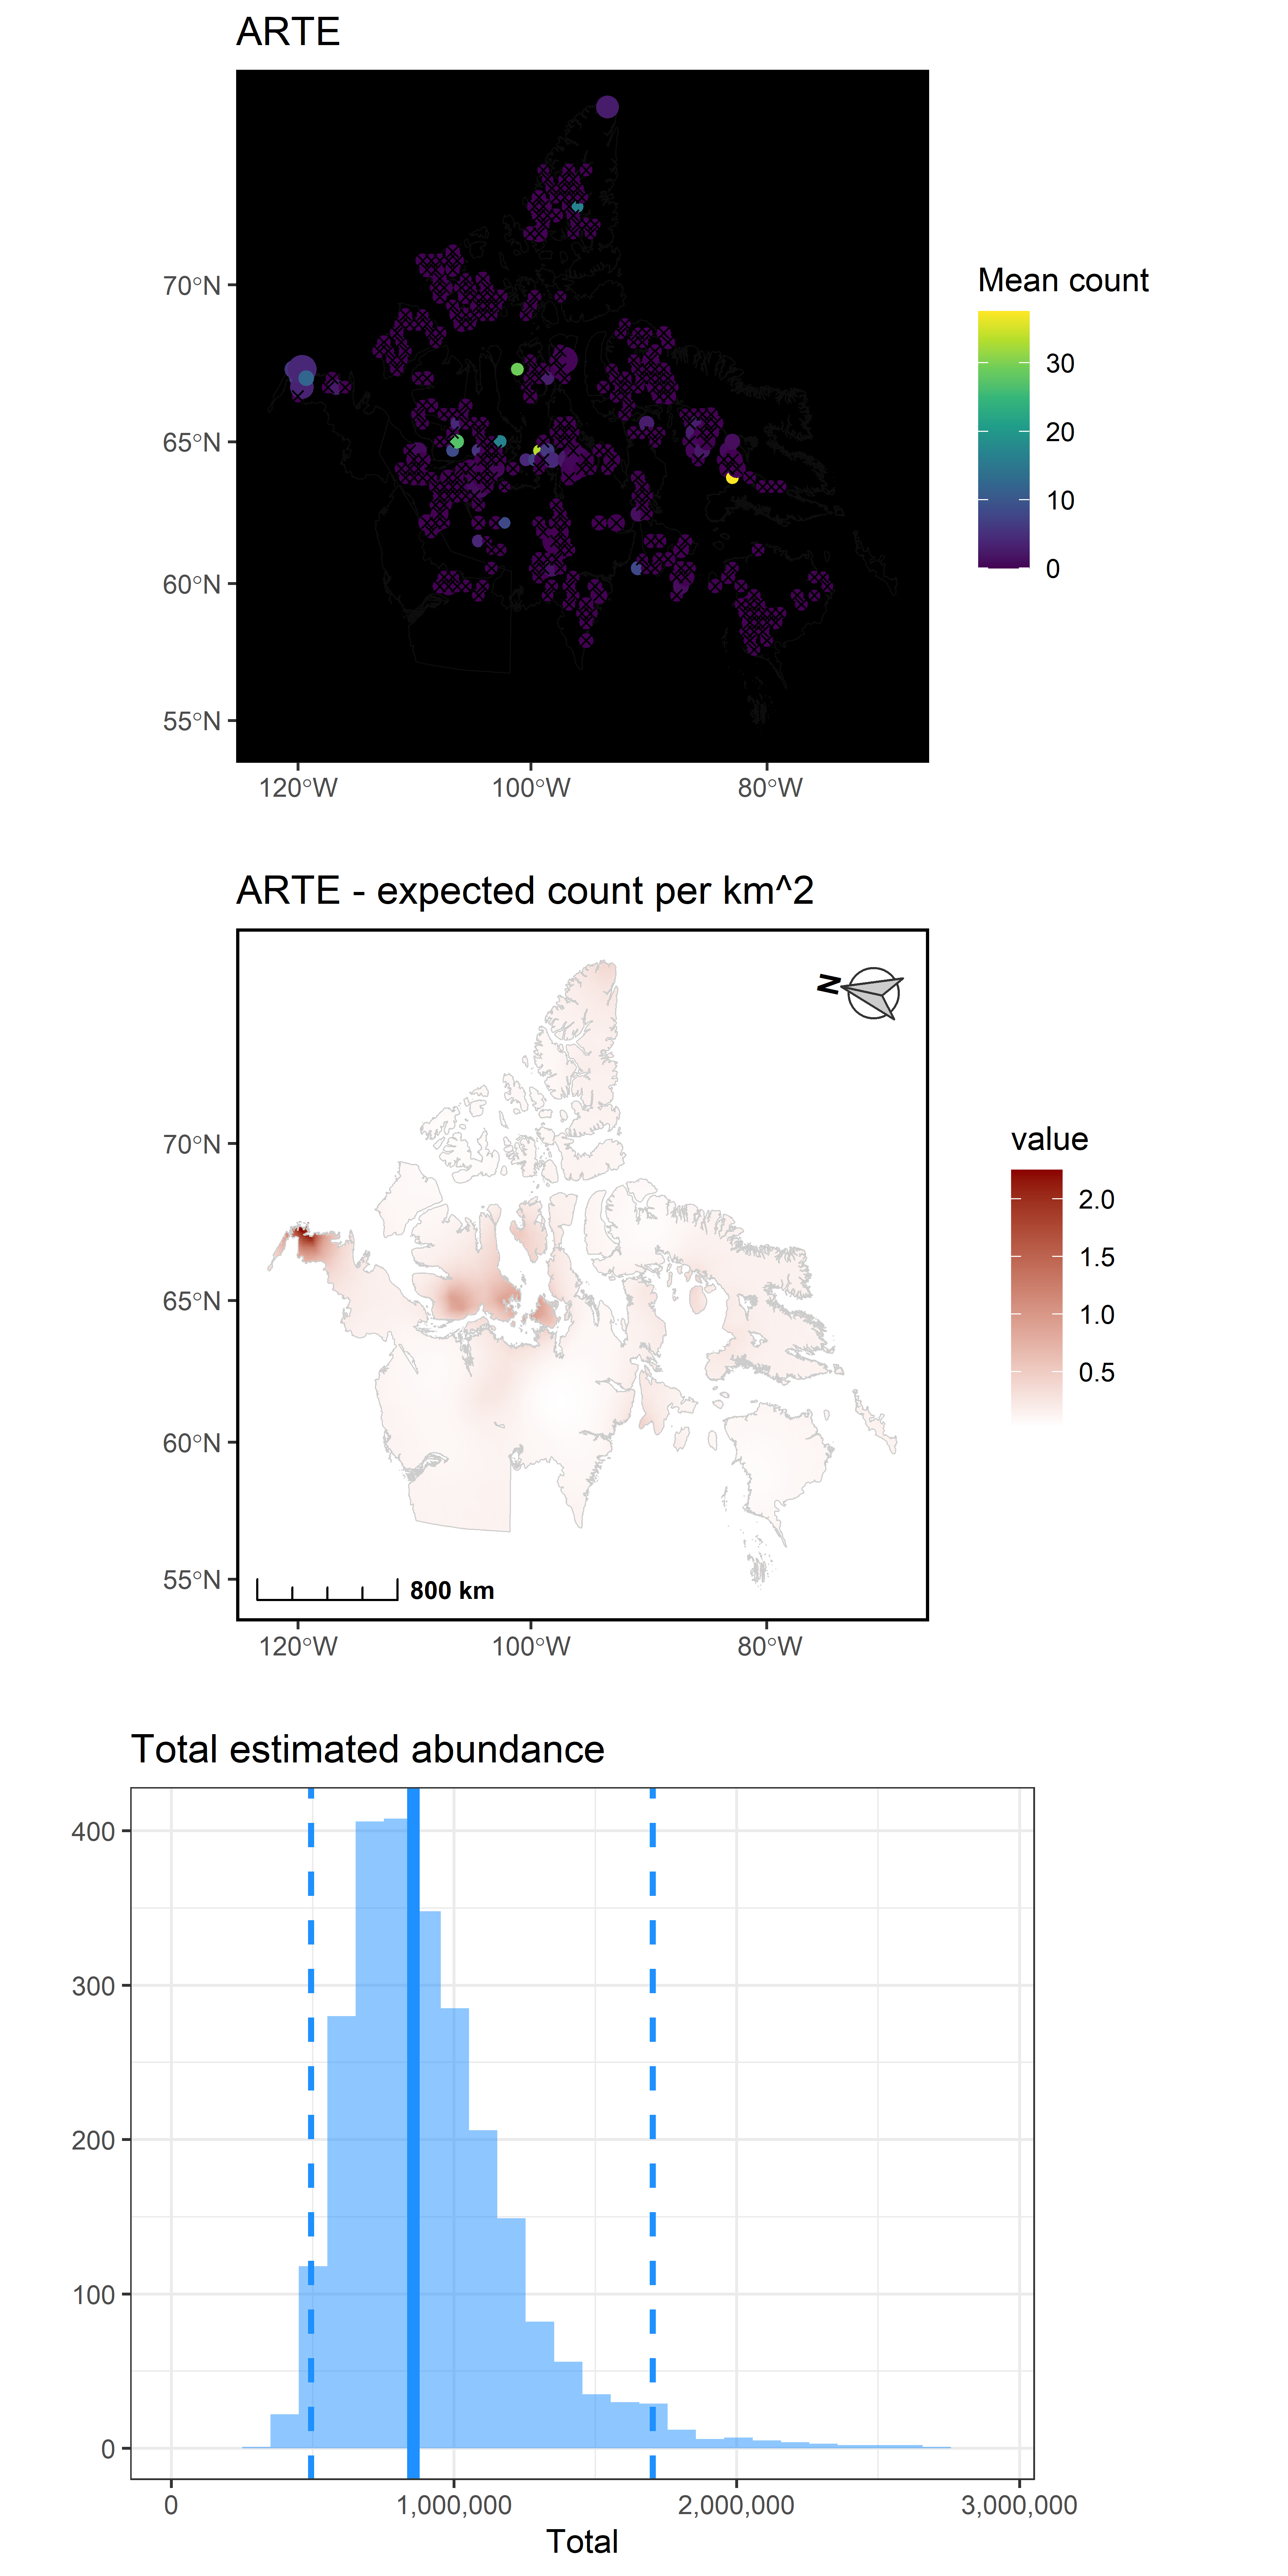 ARTE
70°N
65°N
60°N
55°N
120°W
100°W
80°W
Mean count
30
20
10
0
ARTE - expected count per km^2
N
70°N
65°N
60°N
55°N
800 km
120°W
100°W
80°W
value
2.0
1.5
1.0
0.5
Total estimated abundance
400
300
200
100
0
0
1,000,000
2,000,000
3,000,000
Total